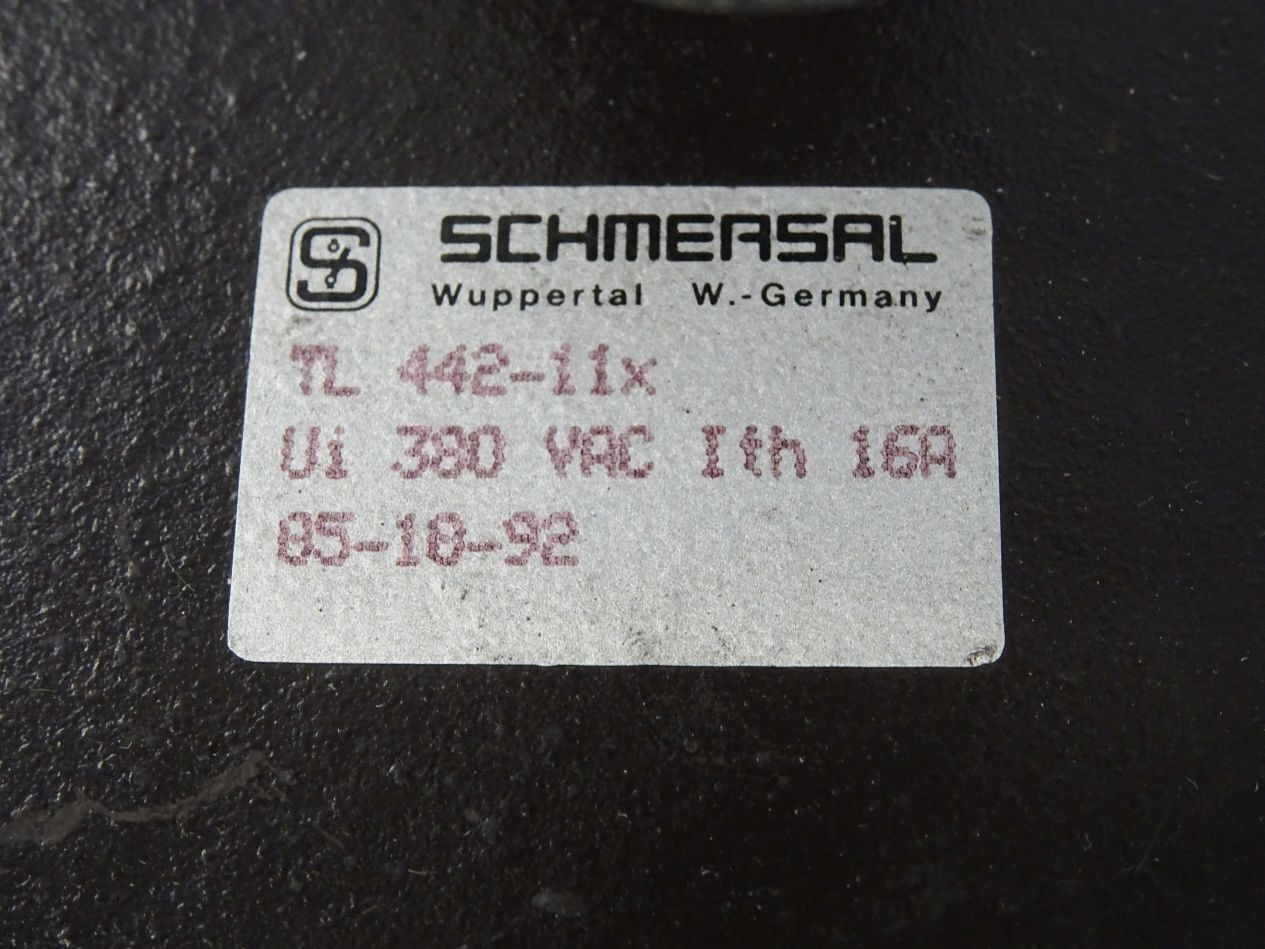 SCHMERSAL
Wuppertal W.-Germany
TL 442-11x
Ui 380 VAC Ith 16A
05-10-92